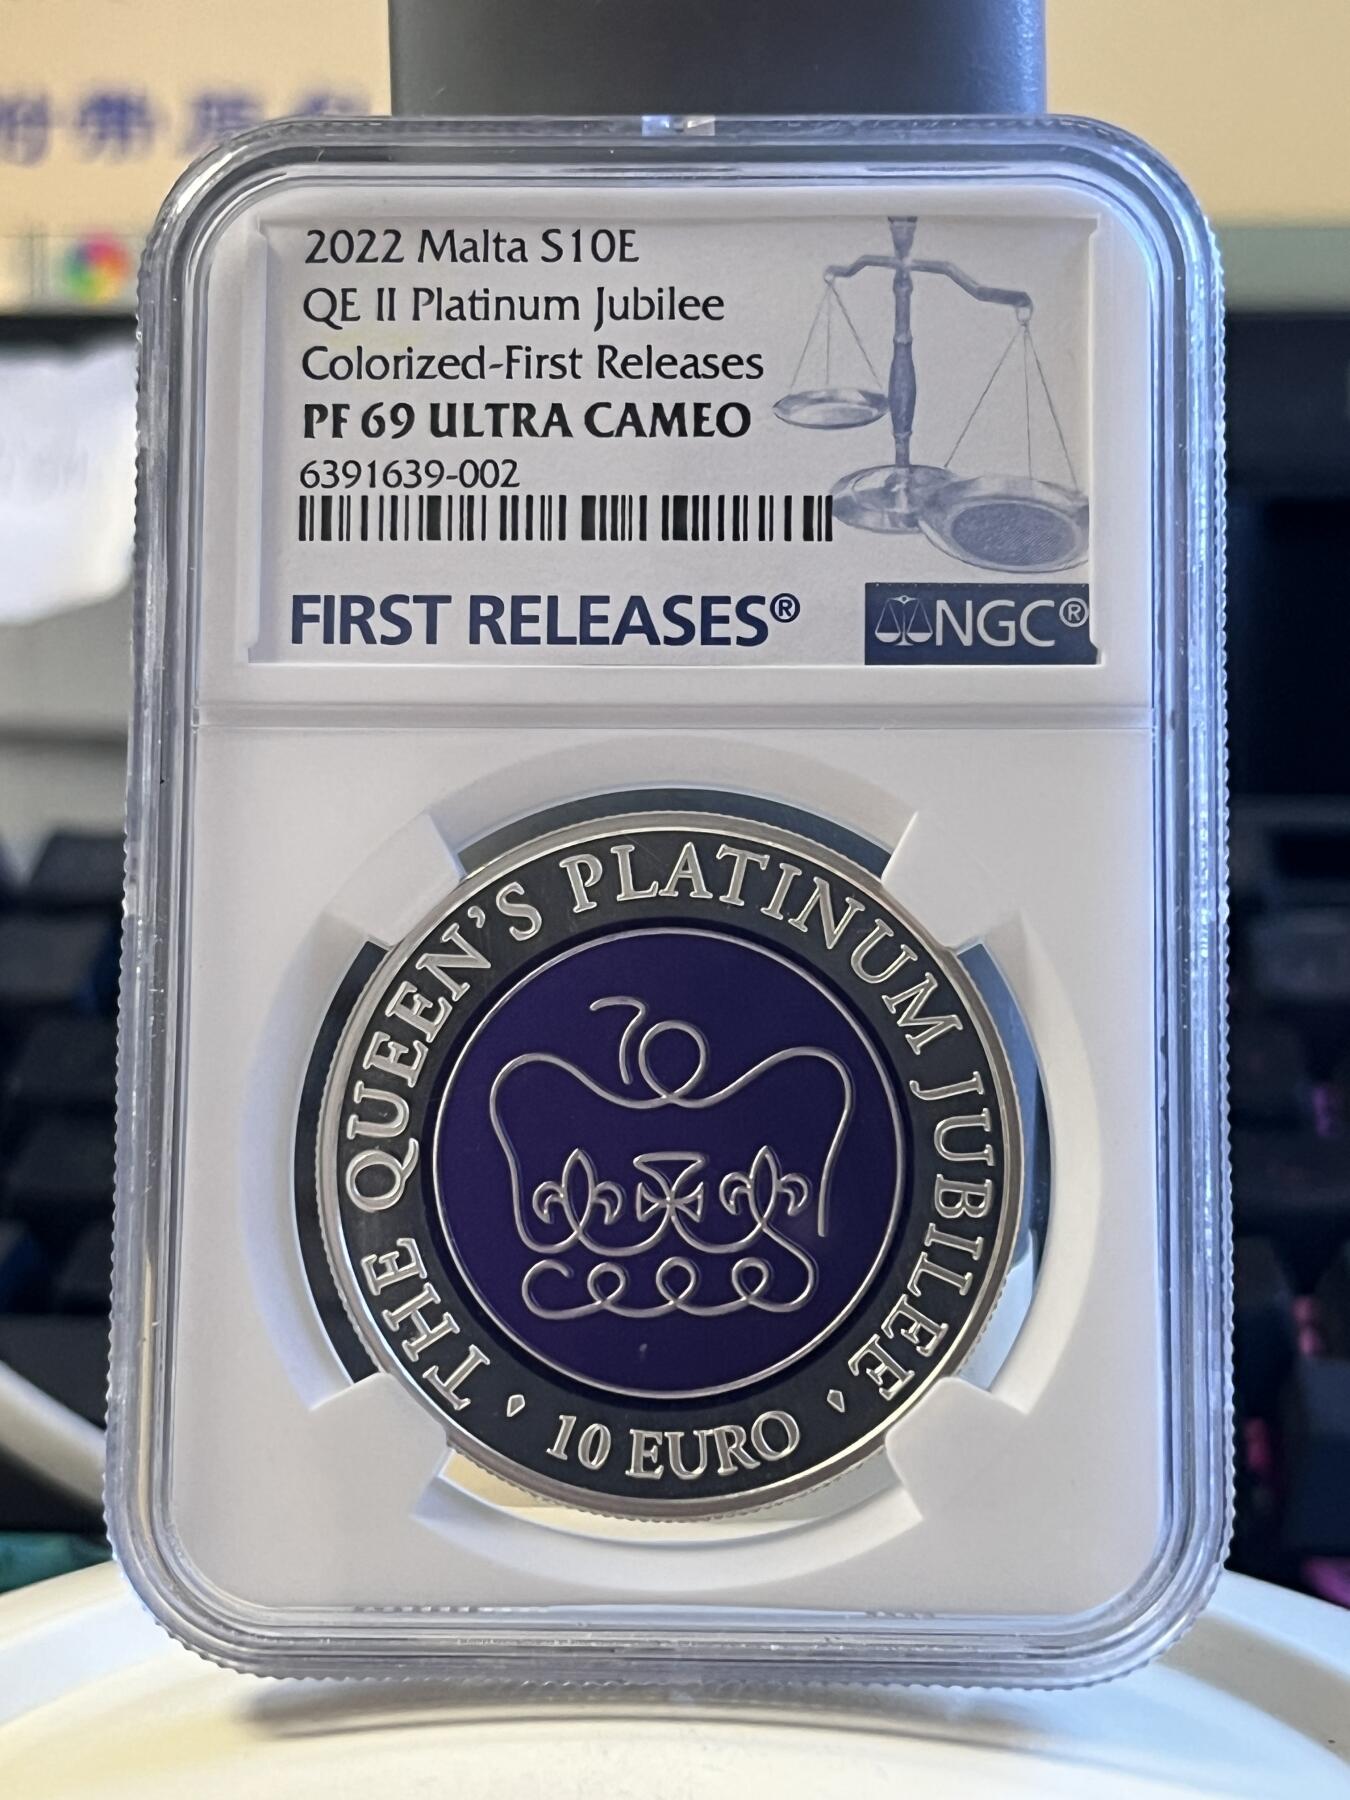 2022 Malta S10E
QE II Platinum Jubilee
Colorized-First Releases
PF 69 ULTRA CAMEO
6391639-002
FIRST RELEASES®
NGC®
THE QUEEN'S PLATINUM JUBILEE
70
10 EURO